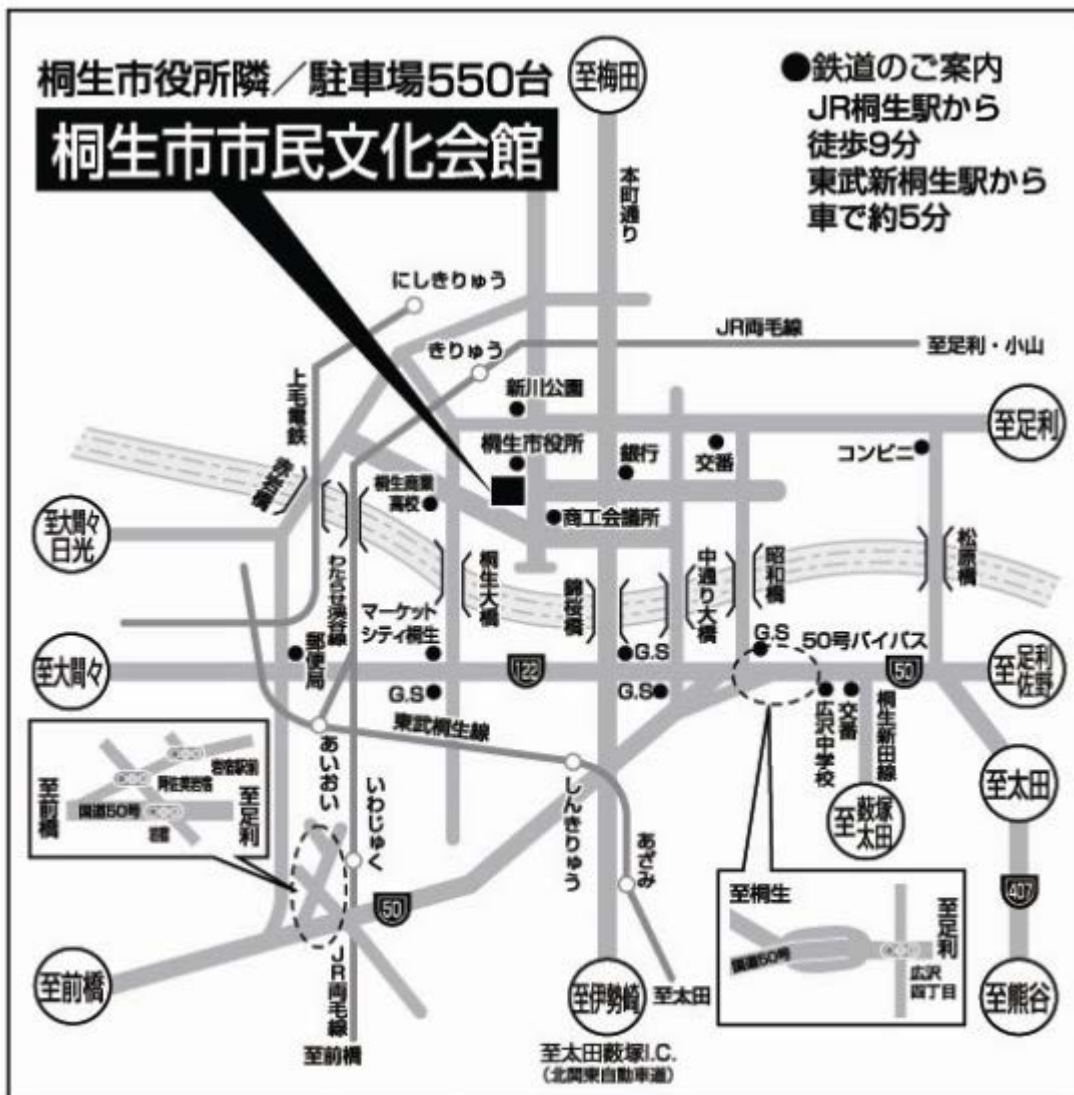 桐生市役所隣／駐車場550台
桐生市市民文化会館
至梅田
●鉄道のご案内
JR桐生駅から
徒歩9分
東武新桐生駅から
車で約5分
本町通り
にしきりゅう
きりゅう
JR両毛線
至足利・小山
上毛電鉄
新川公園
桐生市役所
銀行
交番
コンビニ
至足利
桐生商業
高校
商工会議所
至大間々
日光
わたらせ渓谷線
桐生大橋
錦桜橋
中通り大橋
昭和橋
松原橋
マーケット
シティ桐生
郵便局
G.S
50号バイパス
至大間々
122
G.S
G.S
G.S
50
至足利
佐野
東武桐生線
広沢中学校
交番
桐生新田線
あいおい
いわじゅく
しんきりゅう
あざみ
至太田
至藪塚
太田
至前橋
国道50号
至足利
岩宿駅前
阿佐美岩宿
岩宿
50
407
至桐生
国道50号
至足利
広沢
四丁目
至前橋
JR両毛線
至前橋
至伊勢崎
至太田
至熊谷
至太田藪塚I.C.
（北関東自動車道）